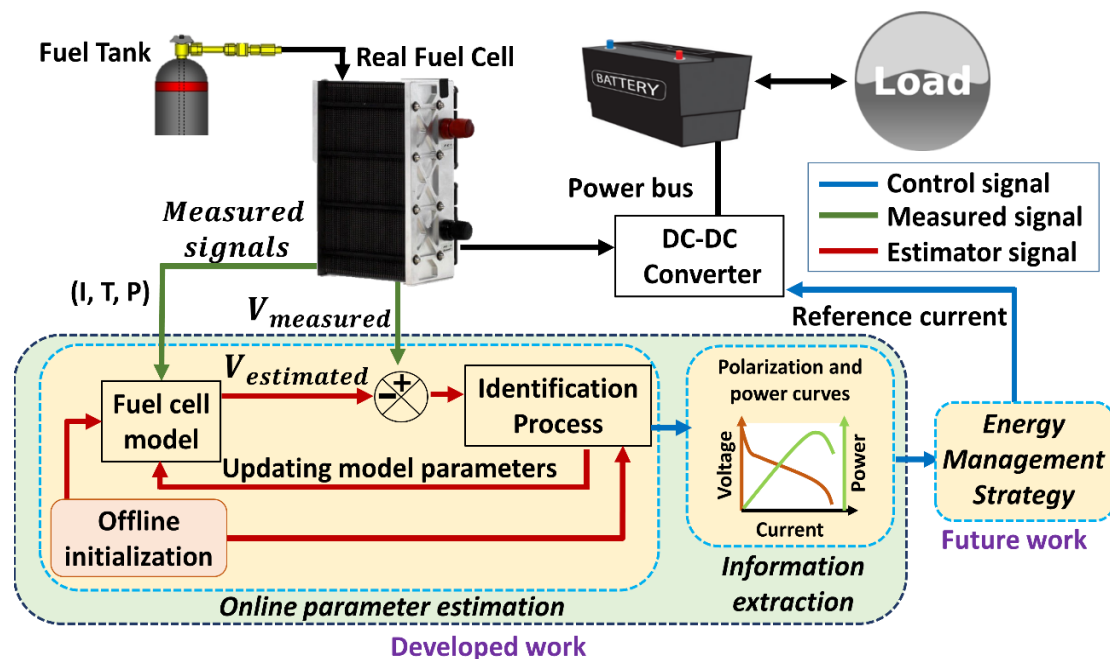 Fuel Tank
Real Fuel Cell
BATTERY
Load
Power bus
Control signal
Measured signal
Estimator signal
Measured
signals
DC-DC
Converter
(I, T, P)
V_measured
Reference current
V_estimated
+
−
Fuel cell
model
Identification
Process
Updating model parameters
Offline
initialization
Polarization and
power curves
Voltage
Power
Current
Energy
Management
Strategy
Future work
Online parameter estimation
Information
extraction
Developed work